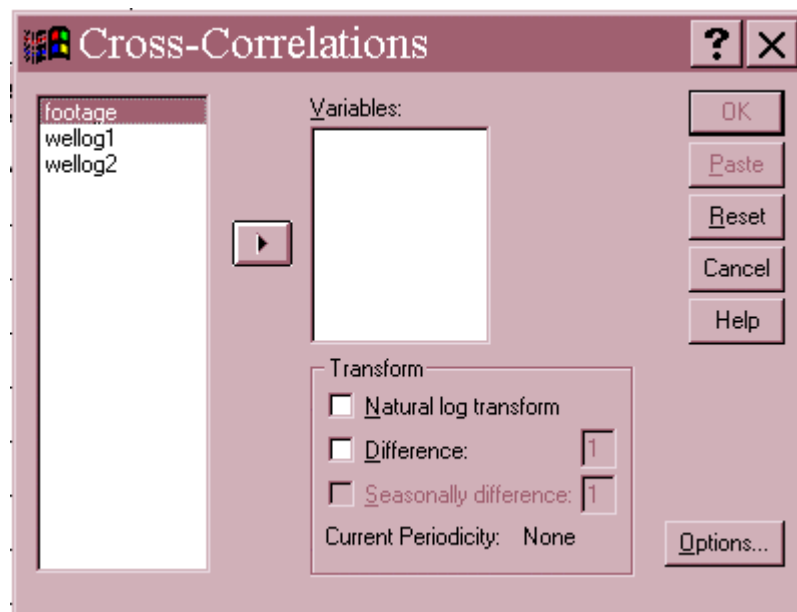 Cross-Correlations
footage
wellog1
wellog2
Variables:
OK
Paste
Reset
Cancel
Help
Transform
Natural log transform
Difference: 1
Seasonally difference: 1
Current Periodicity: None
Options...